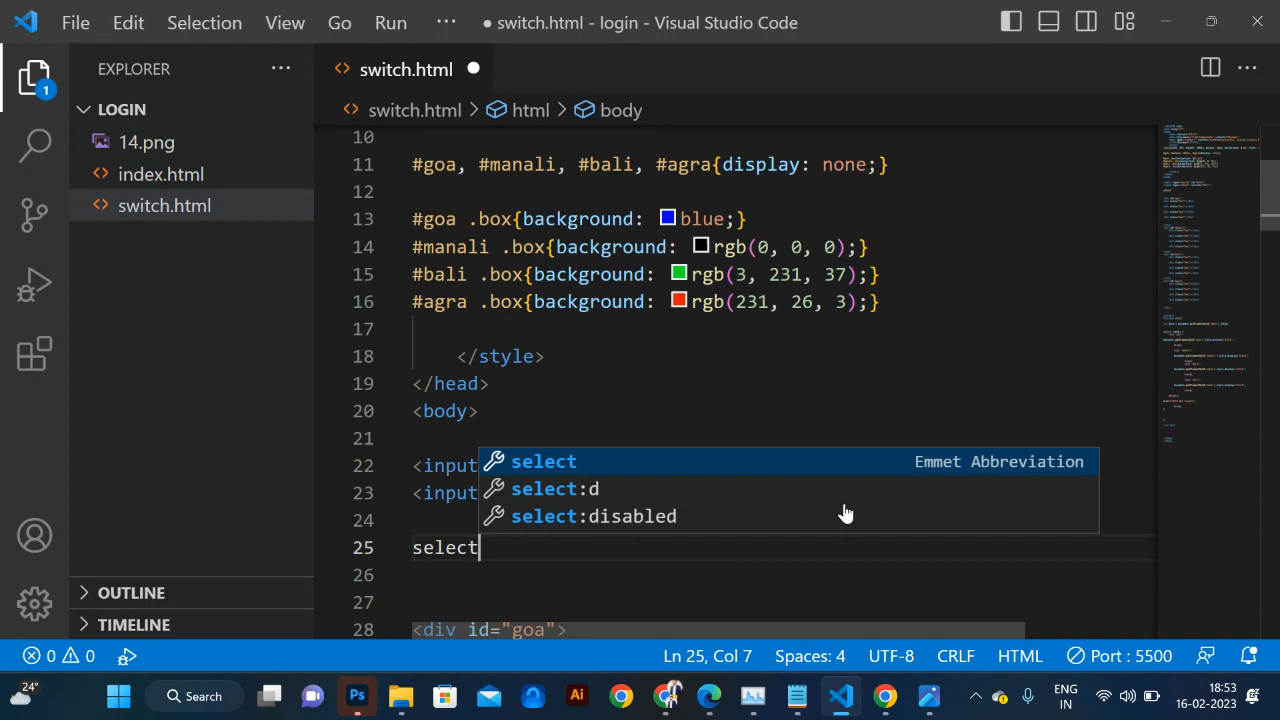 File Edit Selection View Go Run ··· ● switch.html - login - Visual Studio Code
EXPLORER ···
switch.html ●
LOGIN
switch.html > html > body
14.png
index.html
switch.html
1
10
11 #goa, #manali, #bali, #agra{display: none;}
12
13 #goa .box{background: blue;}
14 #manali .box{background: rgb(0, 0, 0);}
15 #bali .box{background: rgb(3, 231, 37);}
16 #agra .box{background: rgb(231, 26, 3);}
17
18 </style>
19 </head>
20 <body>
21
22 <input
select Emmet Abbreviation
23 <input
select:d
24
select:disabled
25 select
26
27
28 <div id="goa">
OUTLINE
TIMELINE
0 0 Ln 25, Col 7 Spaces: 4 UTF-8 CRLF HTML Port : 5500
24° Search Ps Ai ENG IN 18:53 16-02-2023